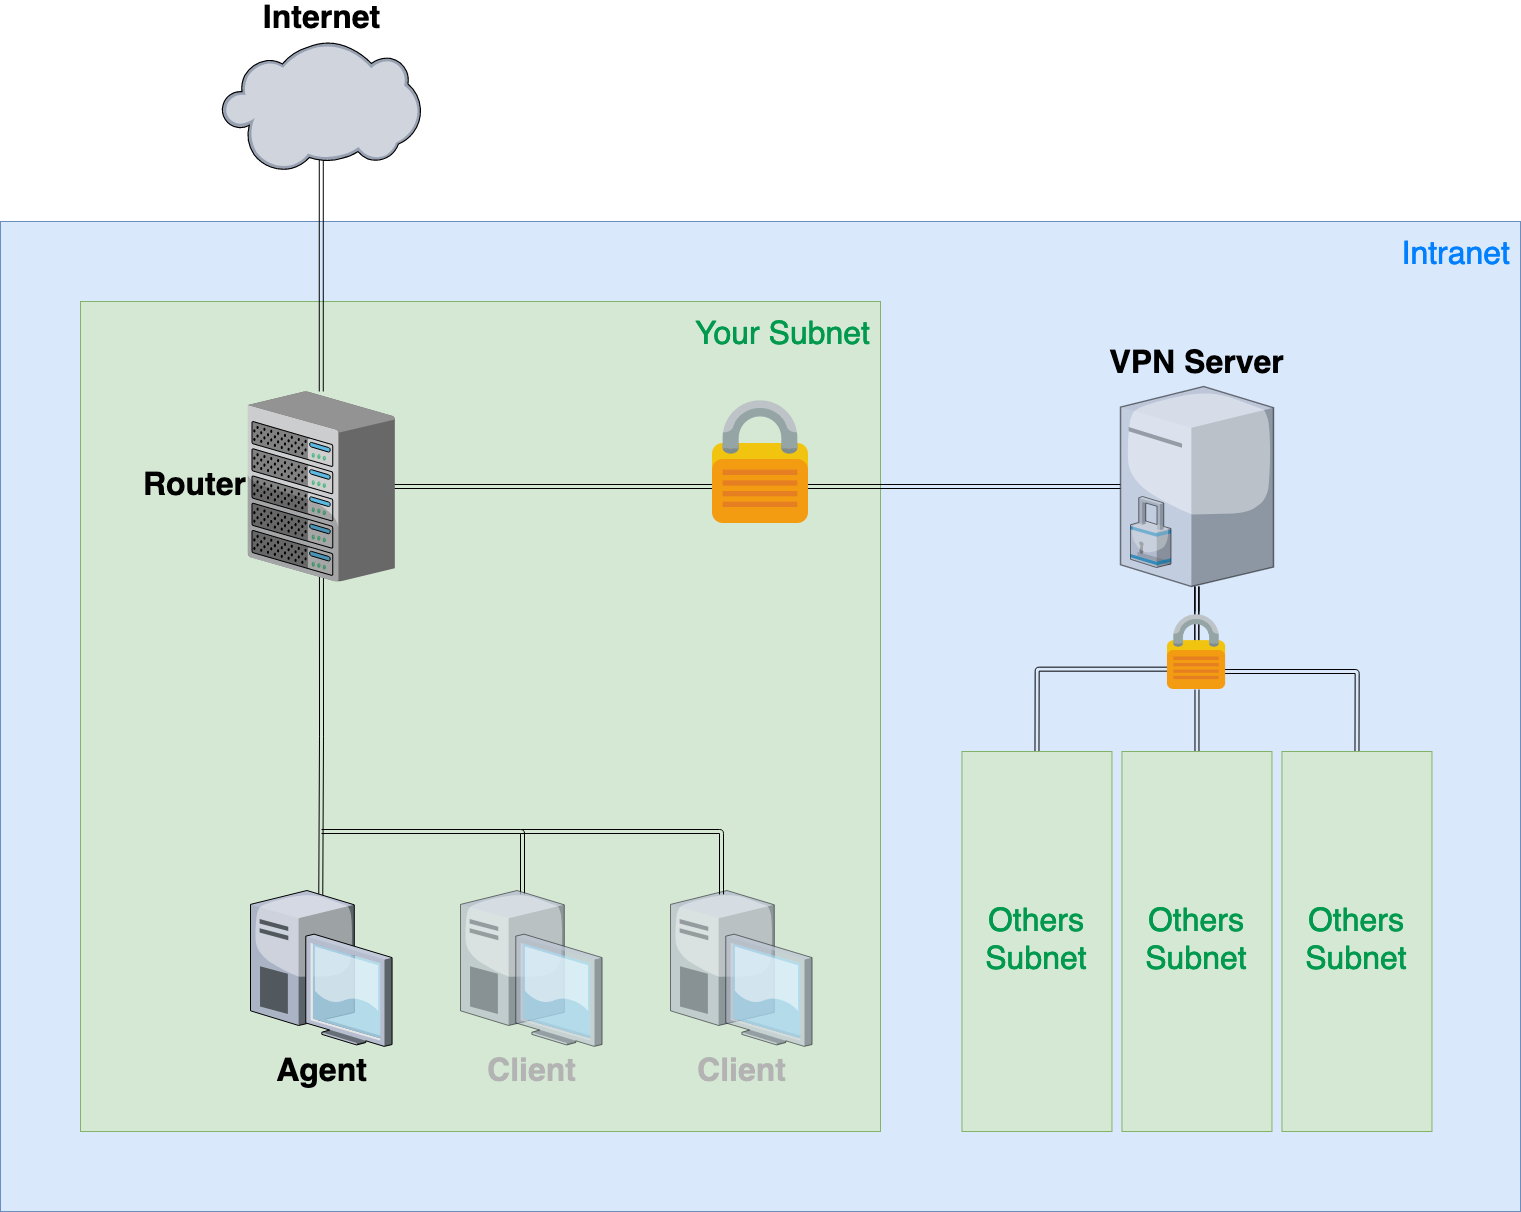 Internet
Intranet
Your Subnet
VPN Server
Router
Others
Subnet
Others
Subnet
Others
Subnet
Agent
Client
Client